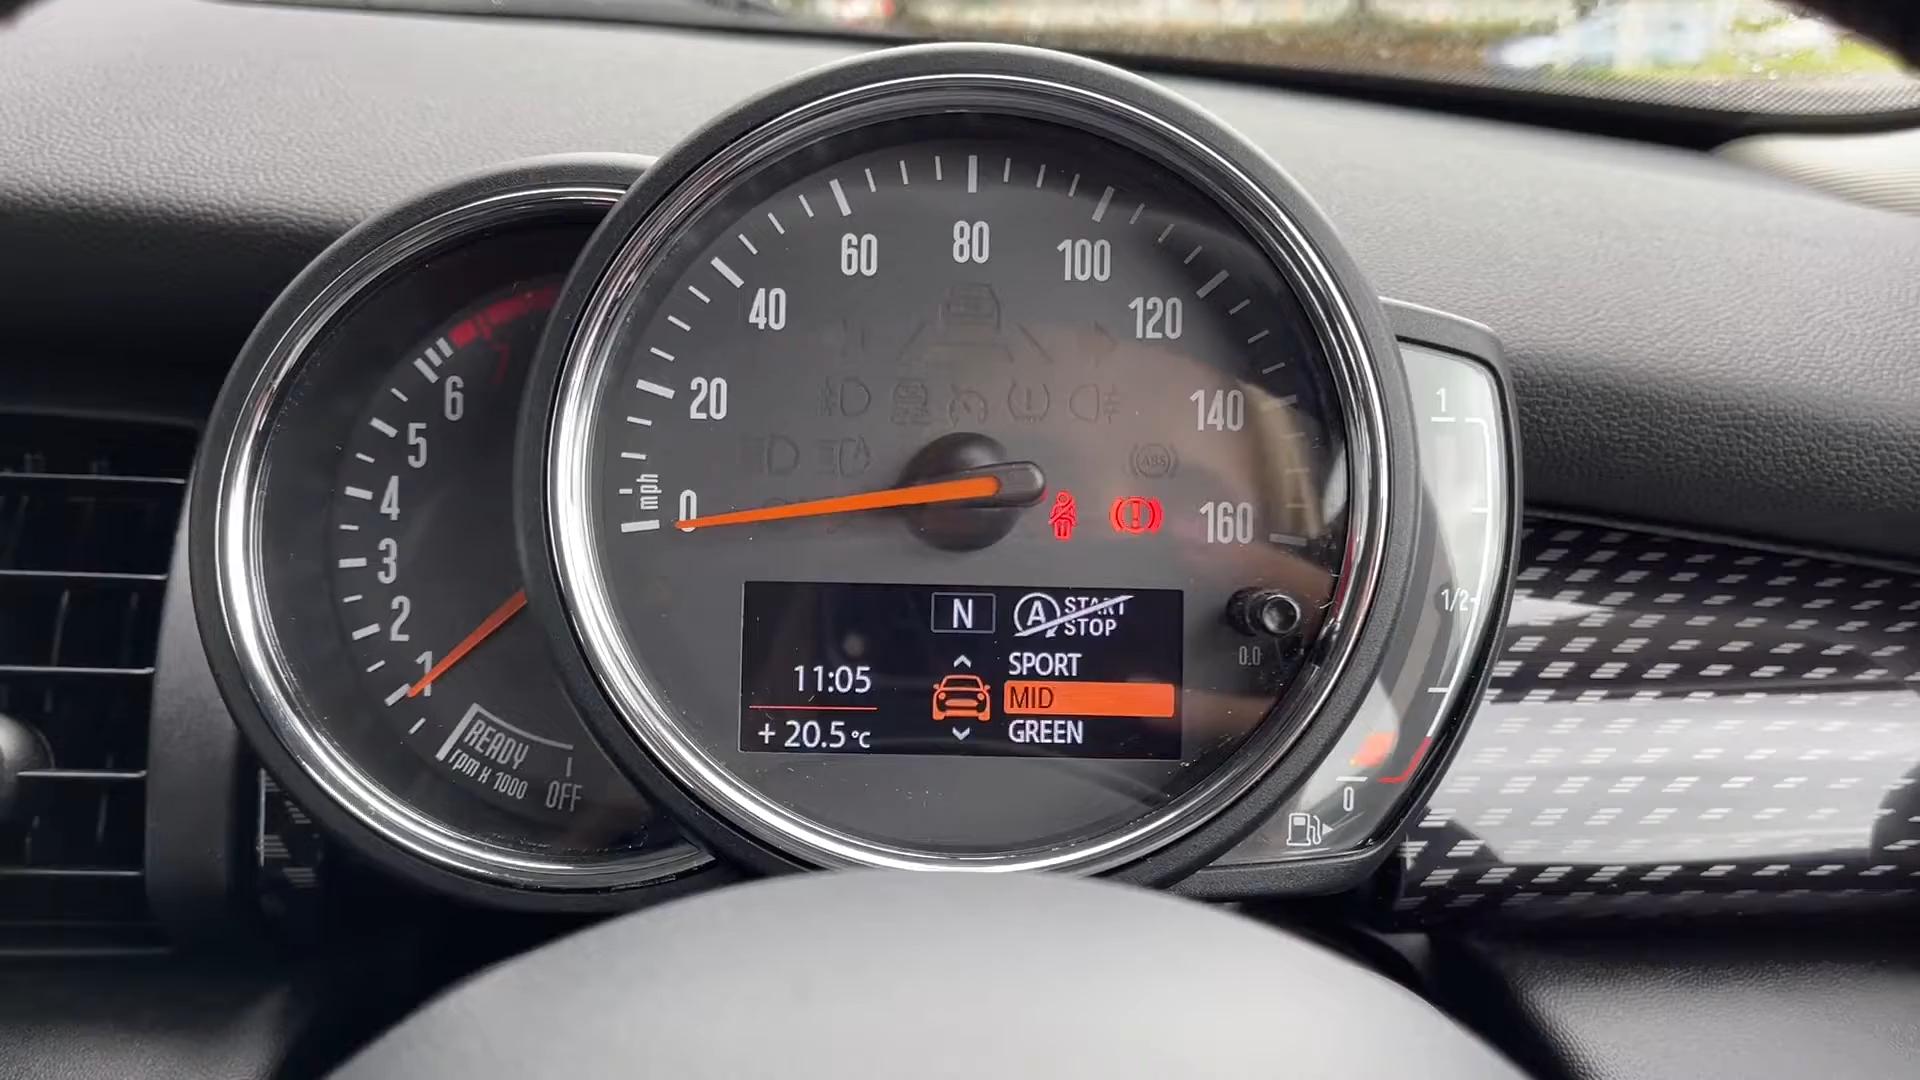 6
5
4
3
2
1
READY
rpm x 1000
OFF
0
20
40
60
80
100
120
140
160
mph
ABS
N
A START STOP
11:05
+ 20.5 °C
SPORT
MID
GREEN
0.0
1
1/2
0